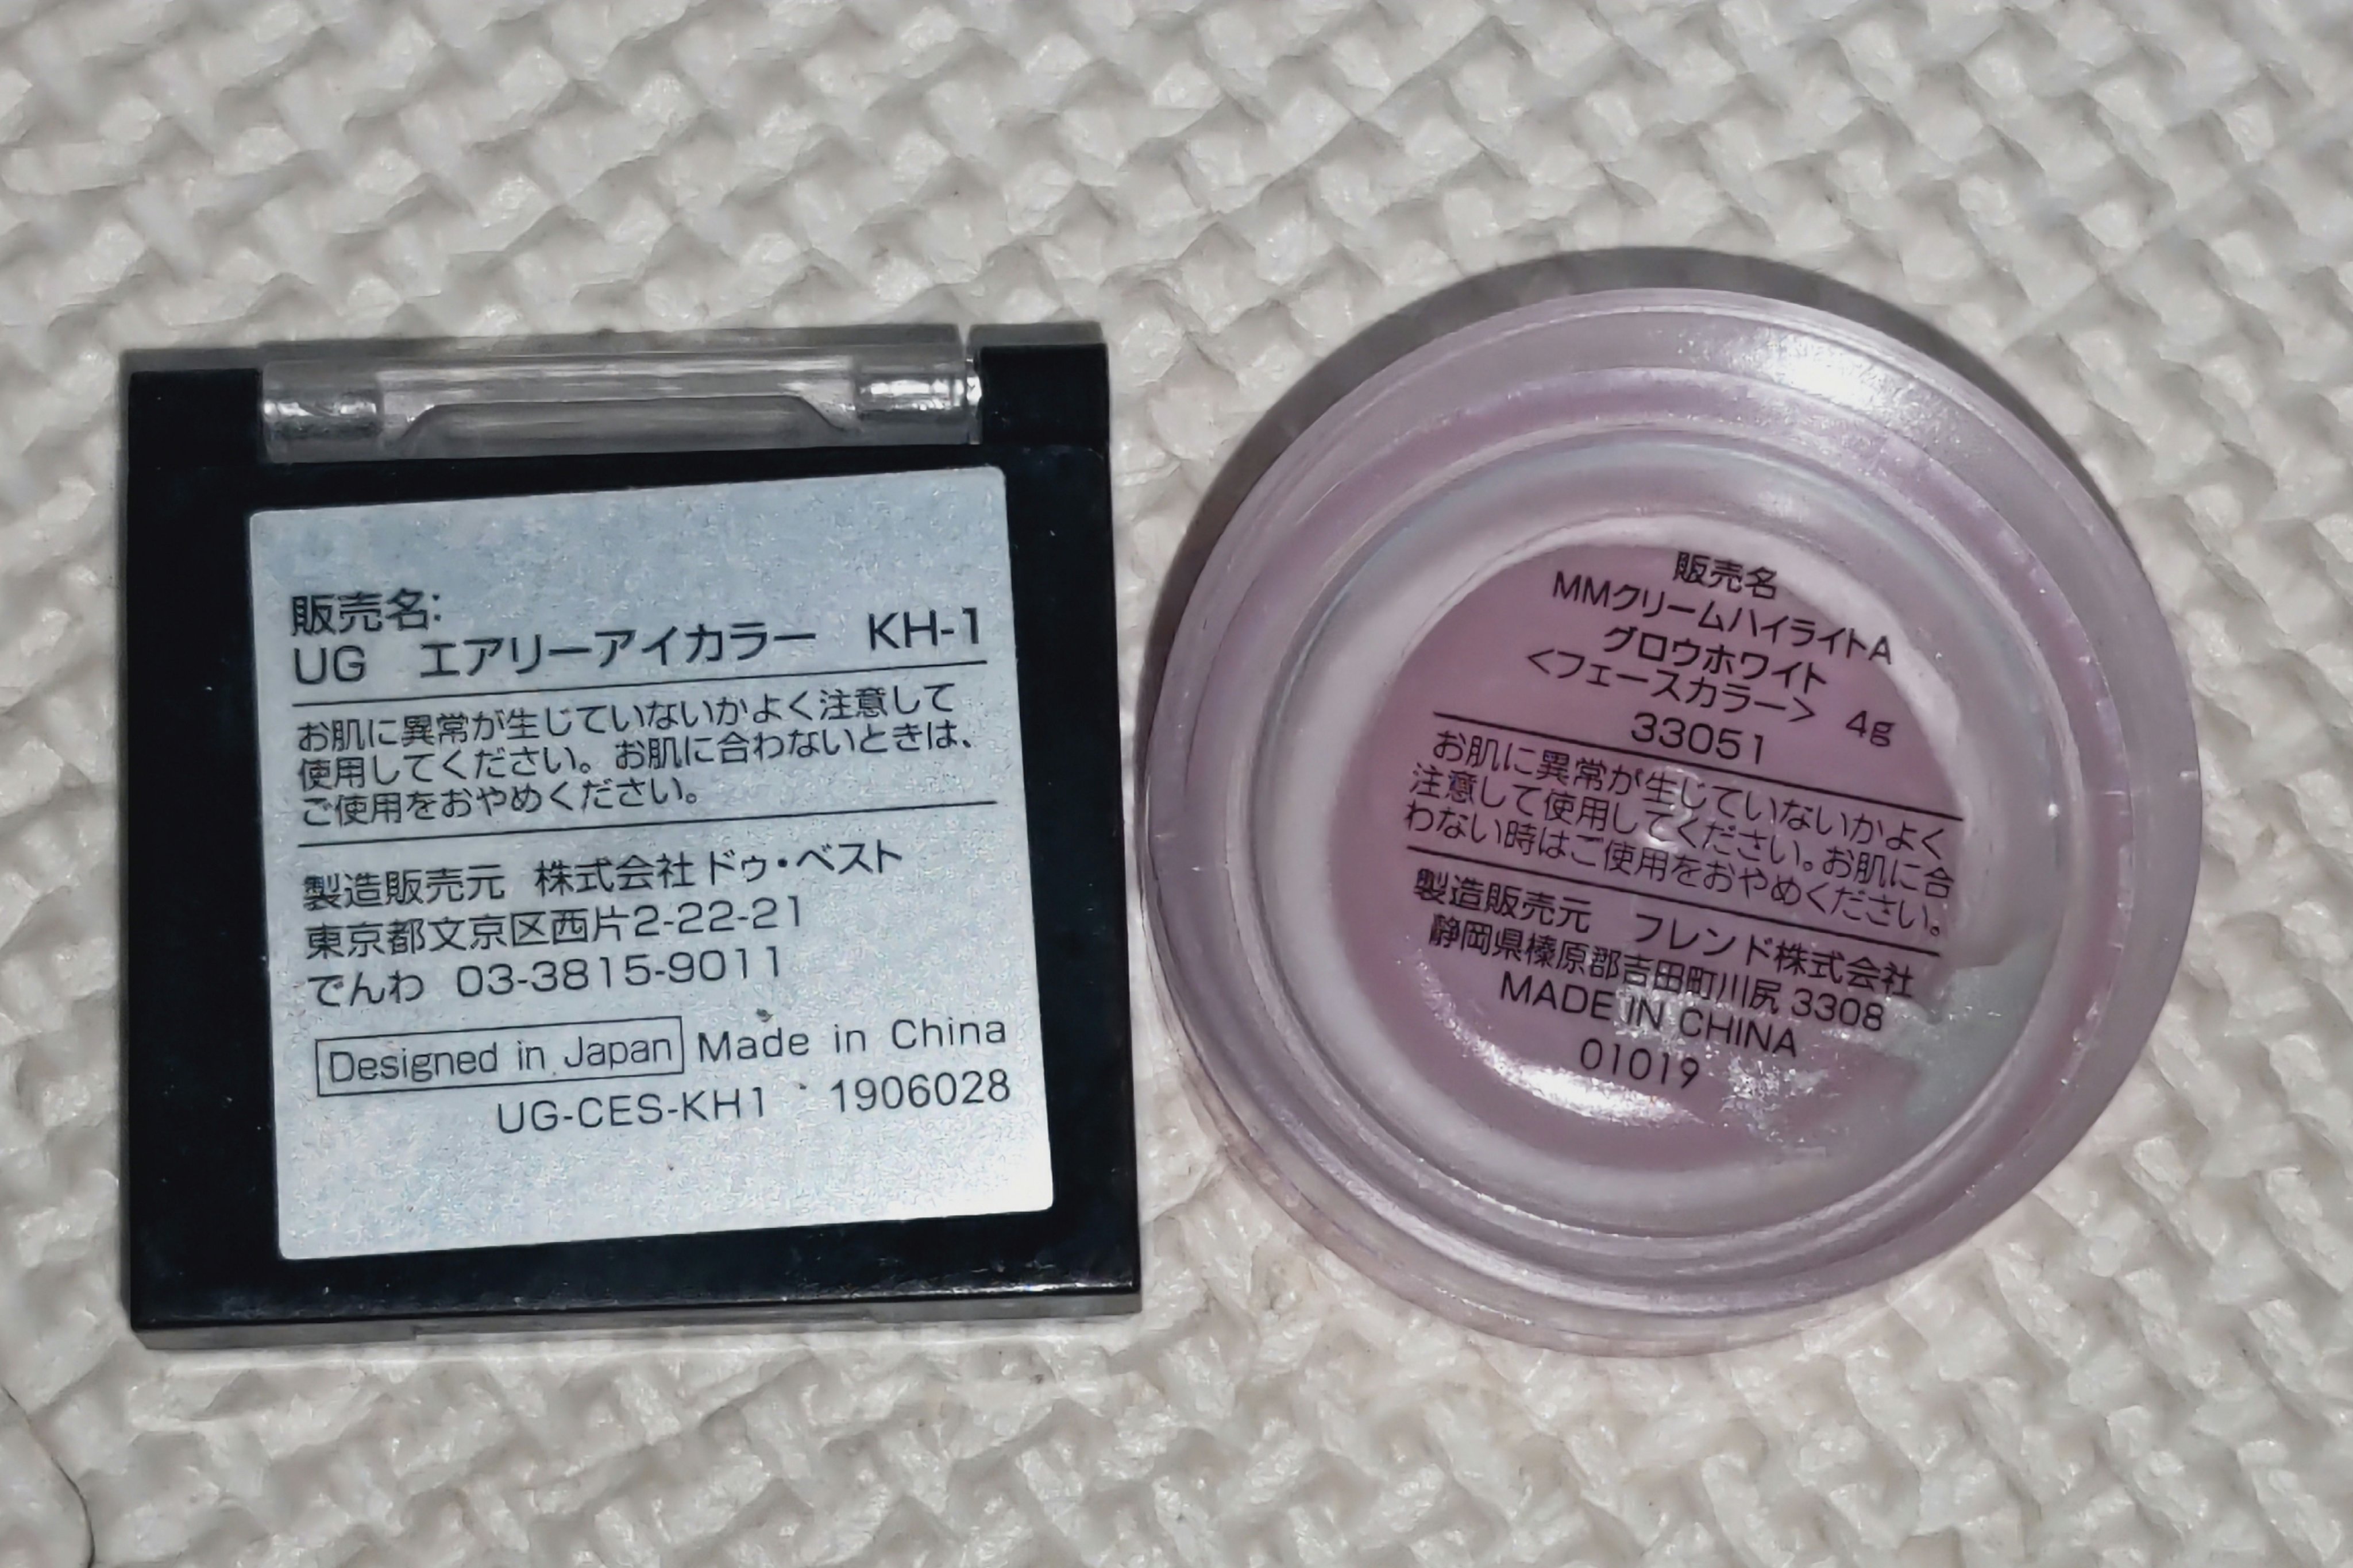 販売名:
UG エアリーアイカラー KH-1
お肌に異常が生じていないかよく注意して
使用してください。お肌に合わないときは、
ご使用をおやめください。
製造販売元 株式会社ドゥ・ベスト
東京都文京区西片2-22-21
でんわ 03-3815-9011
Designed in Japan Made in China
UG-CES-KH1 1906028
販売名
MMクリームハイライトA
グロウホワイト
<フェースカラー> 4g
33051
お肌に異常が生じていないかよく
注意して使用してください。お肌に合
わない時はご使用をおやめください。
製造販売元 フレンド株式会社
静岡県榛原郡吉田町川尻 3308
MADE IN CHINA
01019